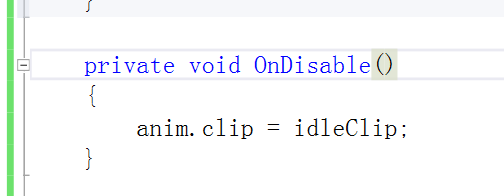 }
private void OnDisable()
{
anim.clip = idleClip;
}